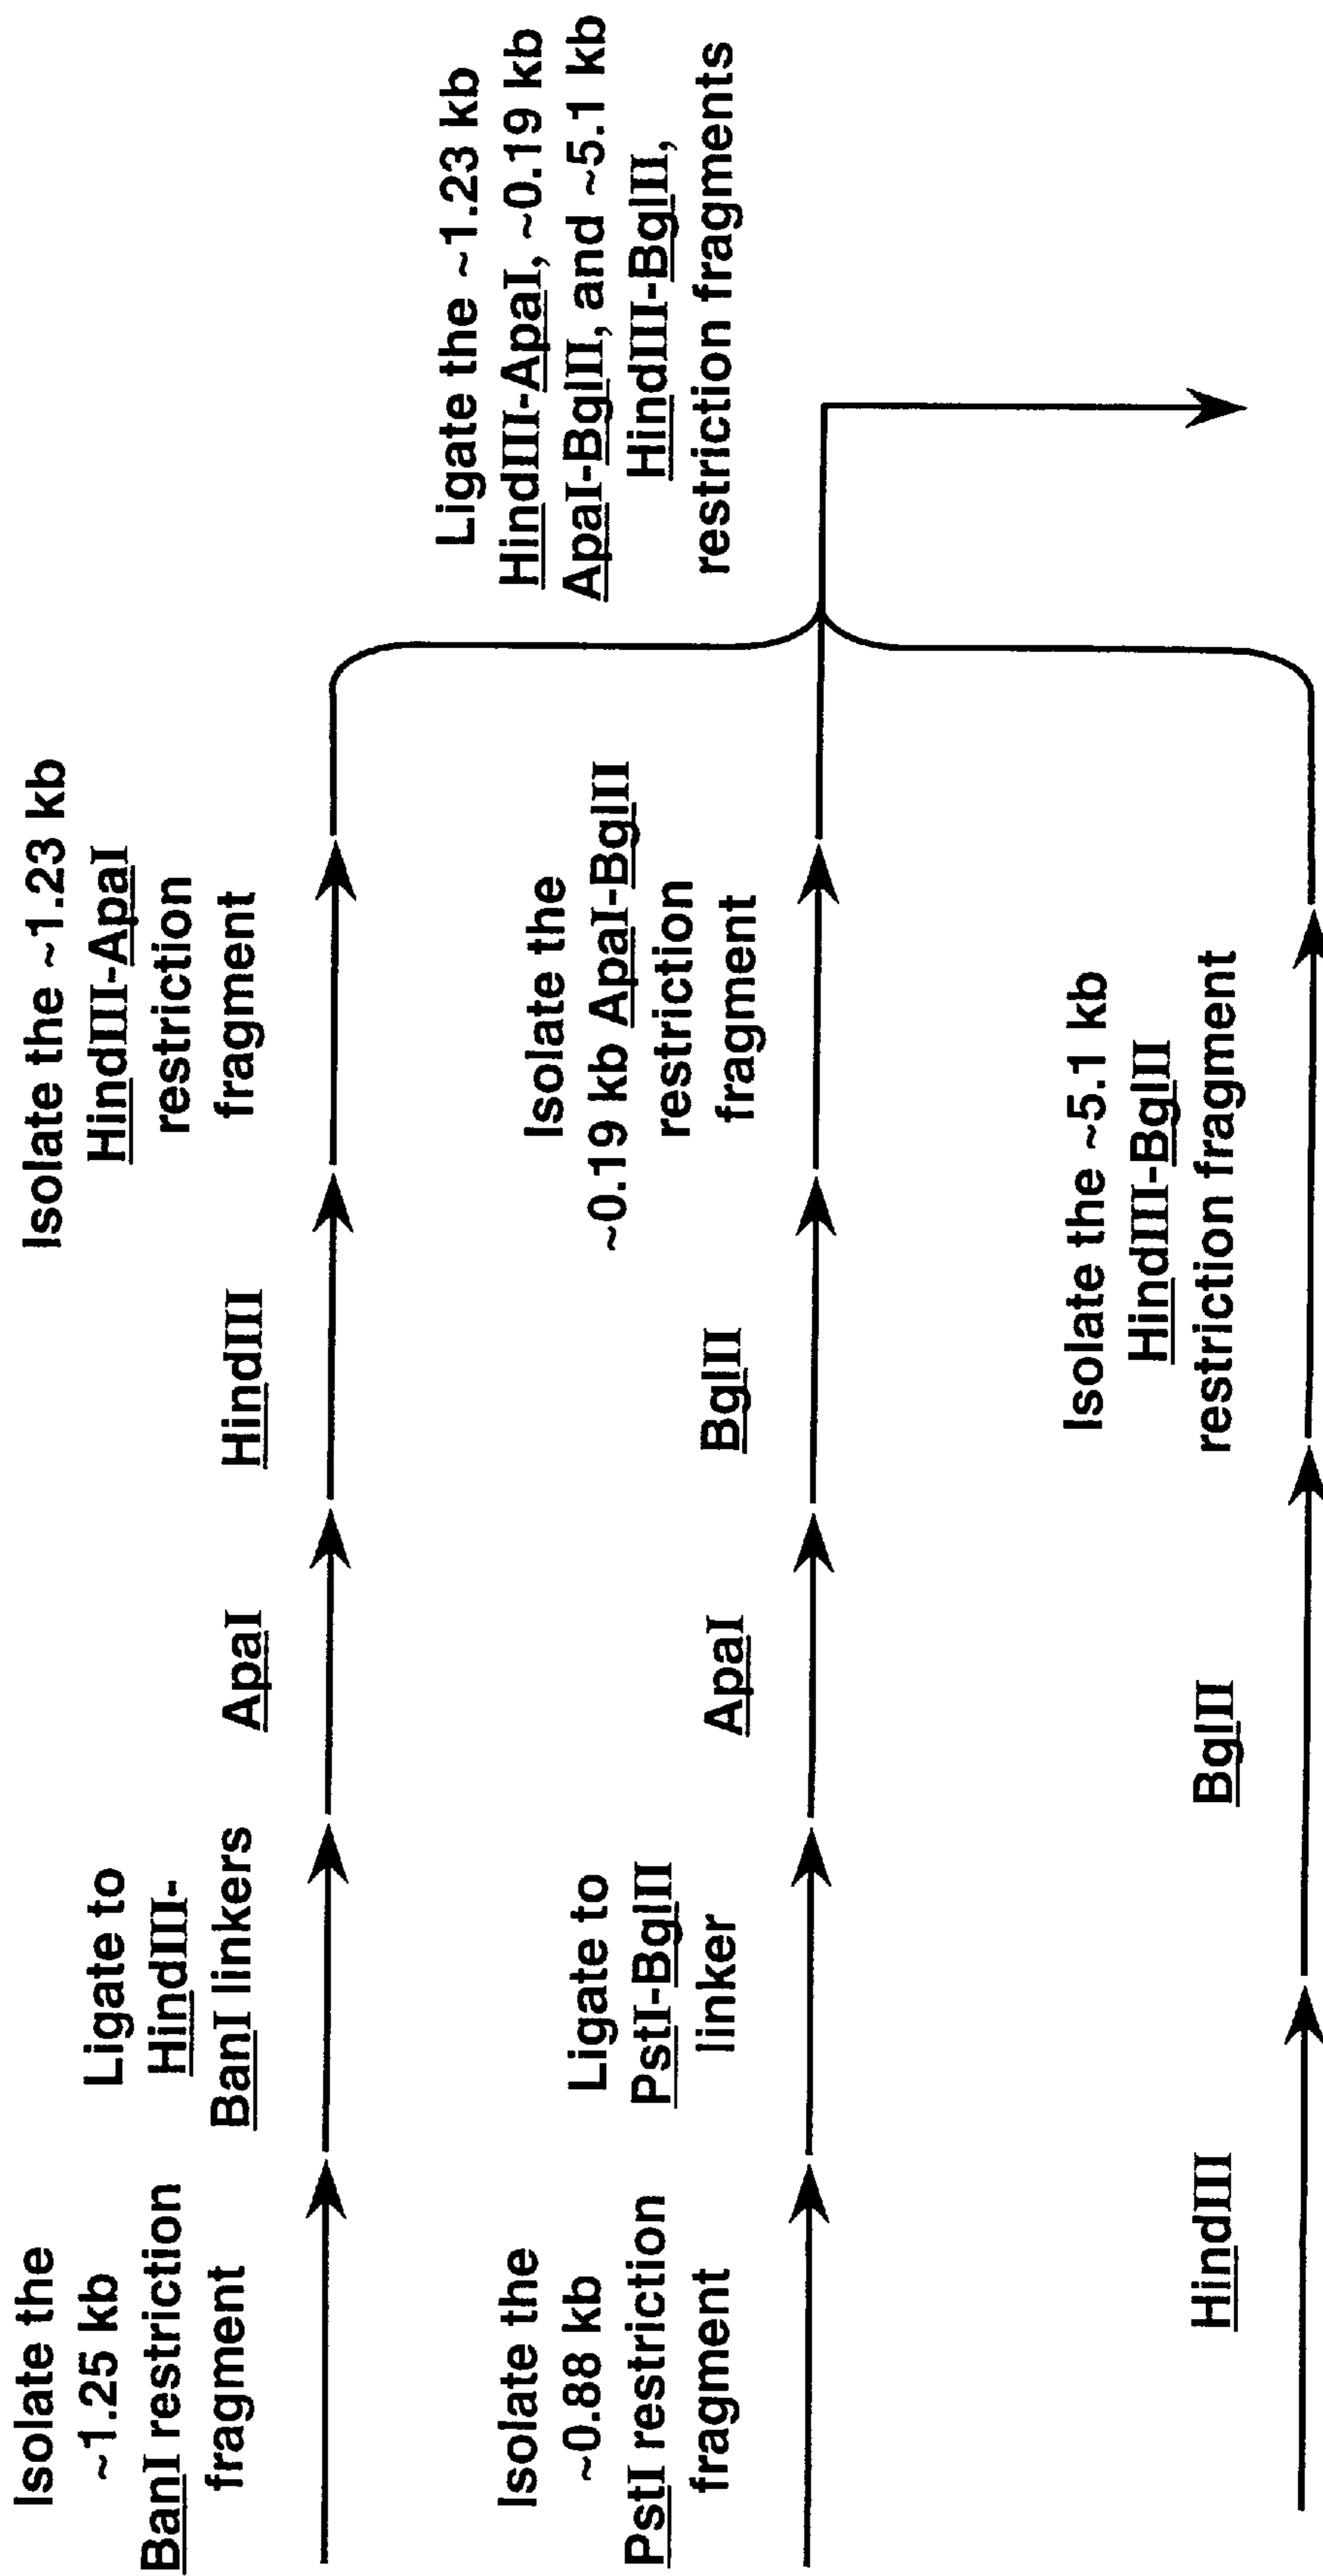 Isolate the
~1.25 kb
BanI restriction
fragment
Ligate to
HindIII-
BanI linkers
ApaI
HindIII
Isolate the ~1.23 kb
HindIII-ApaI
restriction
fragment
Isolate the
~0.88 kb
PstI restriction
fragment
Ligate to
PstI-BglII
linker
ApaI
BglII
Isolate the
~0.19 kb ApaI-BglII
restriction
fragment
HindIII
BglII
Isolate the ~5.1 kb
HindIII-BglII
restriction fragment
Ligate the ~1.23 kb
HindIII-ApaI, ~0.19 kb
ApaI-BglII, and ~5.1 kb
HindIII-BglII,
restriction fragments